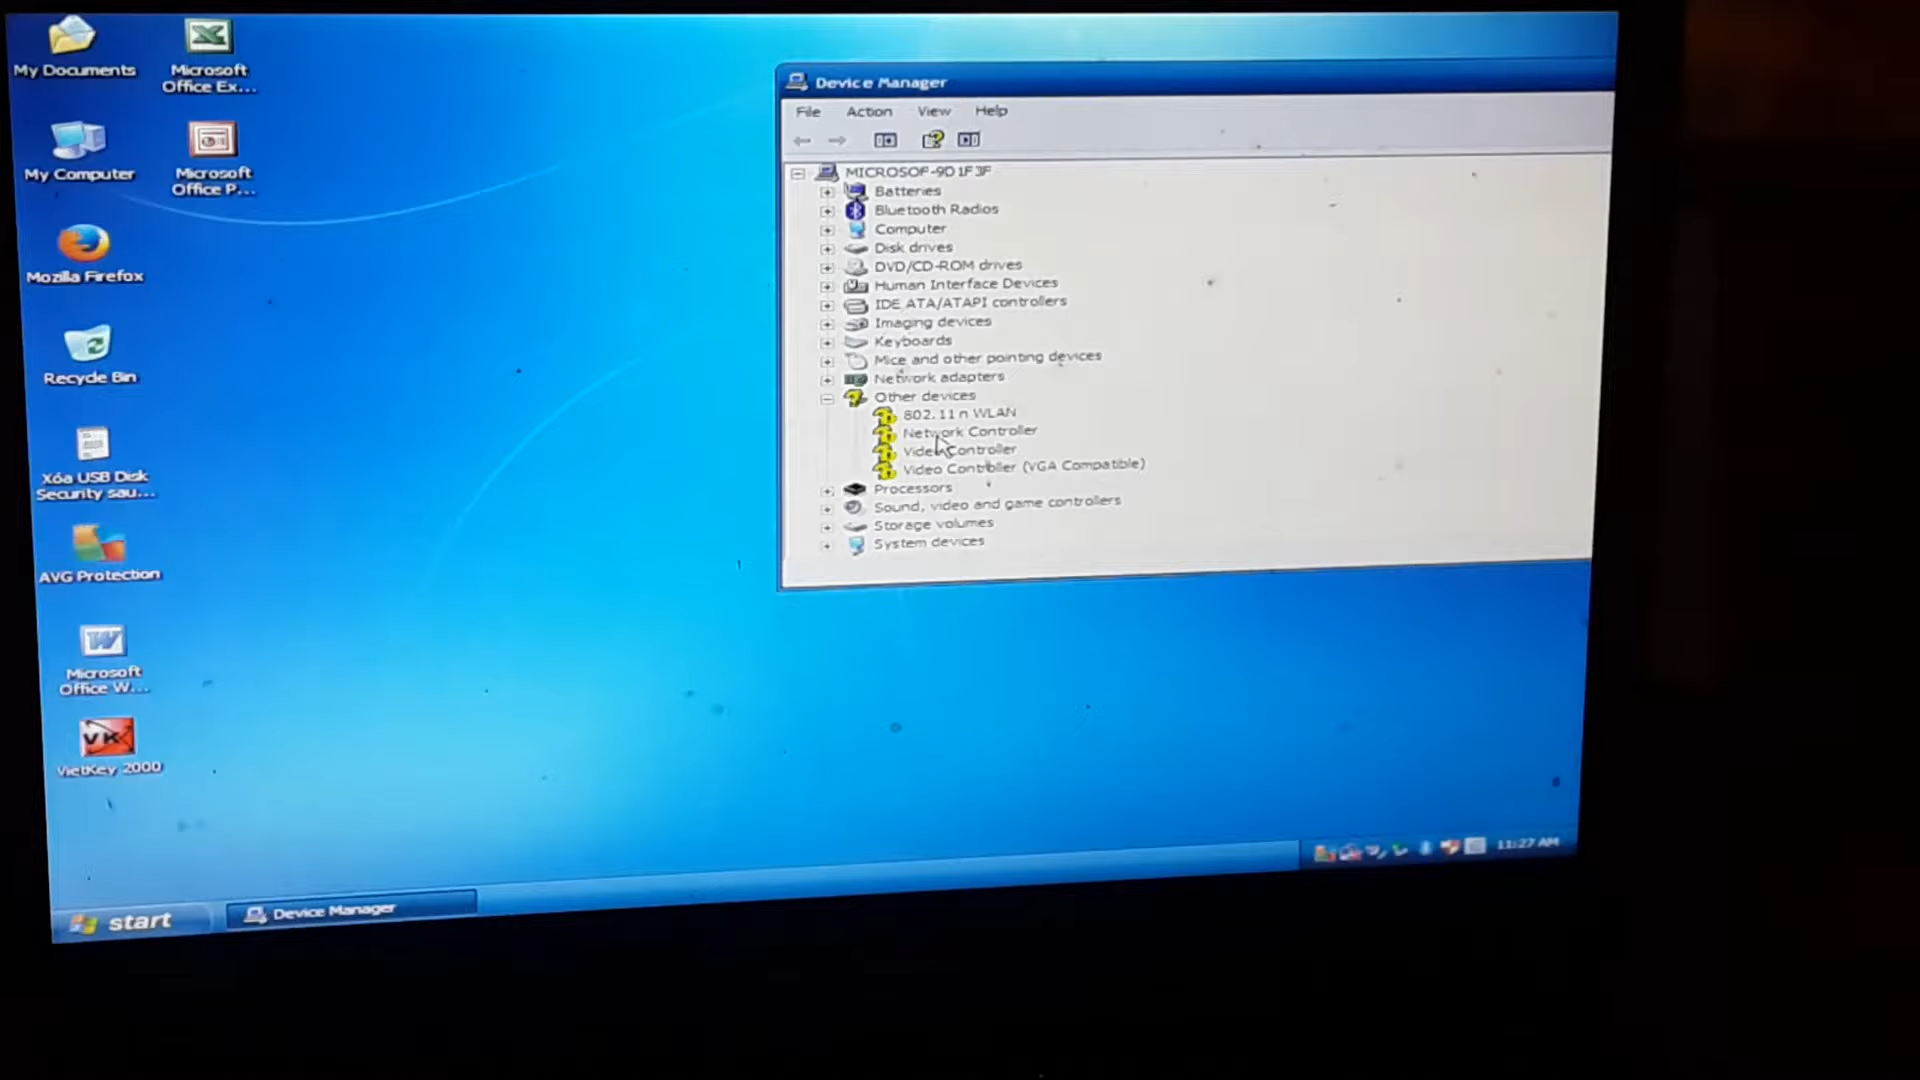 My Documents
Microsoft
Office Ex...
My Computer
Microsoft
Office P...
Mozilla Firefox
Recycle Bin
Xóa USB Disk
Security sau...
AVG Protection
Microsoft
Office W...
VK
VietKey 2000
Device Manager
File Action View Help
MICROSOF-9D1F3F
Batteries
Bluetooth Radios
Computer
Disk drives
DVD/CD-ROM drives
Human Interface Devices
IDE ATA/ATAPI controllers
Imaging devices
Keyboards
Mice and other pointing devices
Network adapters
Other devices
802.11 n WLAN
Network Controller
Video Controller
Video Controller (VGA Compatible)
Processors
Sound, video and game controllers
Storage volumes
System devices
start
Device Manager
11:27 AM